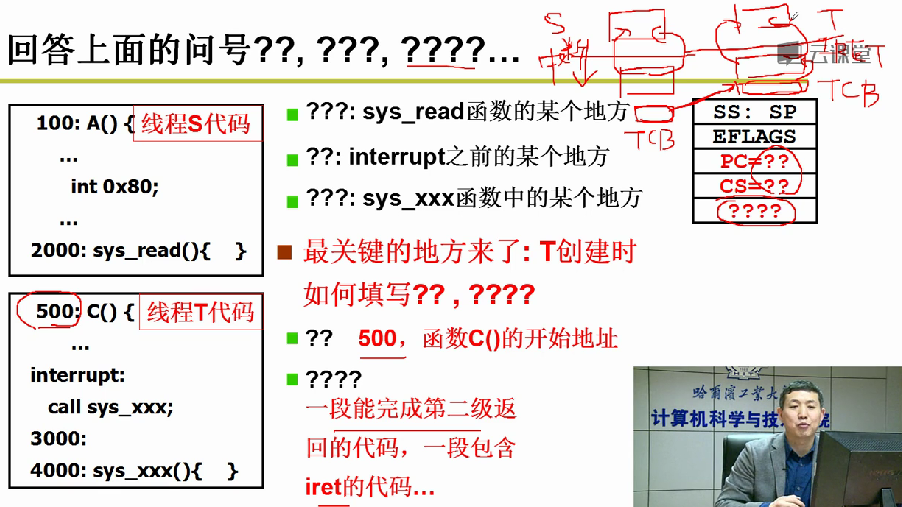 回答上面的问号??, ???, ????...
云课堂
S
T
TCB
TCB
100: A() {
线程S代码
...
int 0x80;
...
2000: sys_read(){ }
500: C() {
线程T代码
...
interrupt:
call sys_xxx;
3000:
4000: sys_xxx(){ }
???: sys_read函数的某个地方
??: interrupt之前的某个地方
???: sys_xxx函数中的某个地方
最关键的地方来了: T创建时
如何填写?? , ????
?? 500，函数C()的开始地址
????
一段能完成第二级返
回的代码，一段包含
iret的代码...
SS: SP
EFLAGS
PC=??
CS=??
????
哈尔滨工业大
计算机科学与技
院